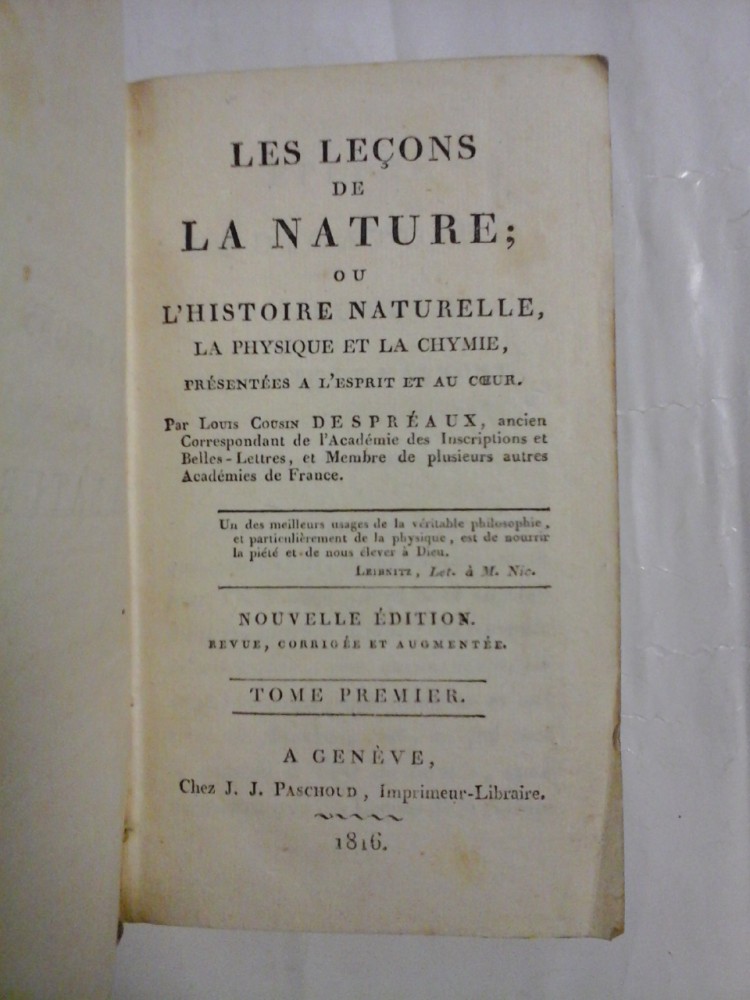 LES LEÇONS
DE
LA NATURE;
OU
L'HISTOIRE NATURELLE,
LA PHYSIQUE ET LA CHYMIE,
PRÉSENTÉES A L'ESPRIT ET AU CŒUR.
Par LOUIS COUSIN DESPRÉAUX, ancien
Correspondant de l'Académie des Inscriptions et
Belles-Lettres, et Membre de plusieurs autres
Académies de France.
Un des meilleurs usages de la véritable philosophie,
et particulièrement de la physique, est de nourrir
la piété et de nous élever à Dieu.
LEIBNITZ, Let. à M. Nic.
NOUVELLE ÉDITION.
REVUE, CORRIGÉE ET AUGMENTÉE.
TOME PREMIER.
A GENÈVE,
Chez J. J. PASCHOUD, Imprimeur-Libraire.
1816.